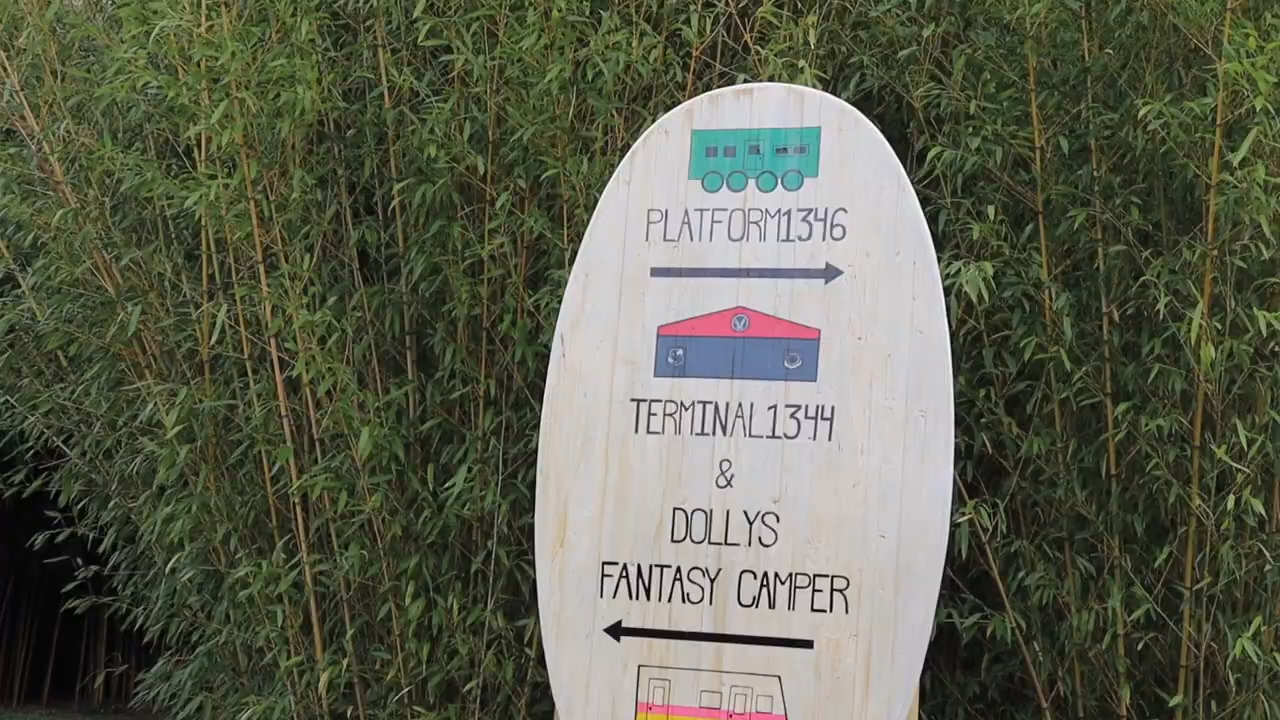 PLATFORM1346
TERMINAL1344
&
DOLLYS
FANTASY CAMPER